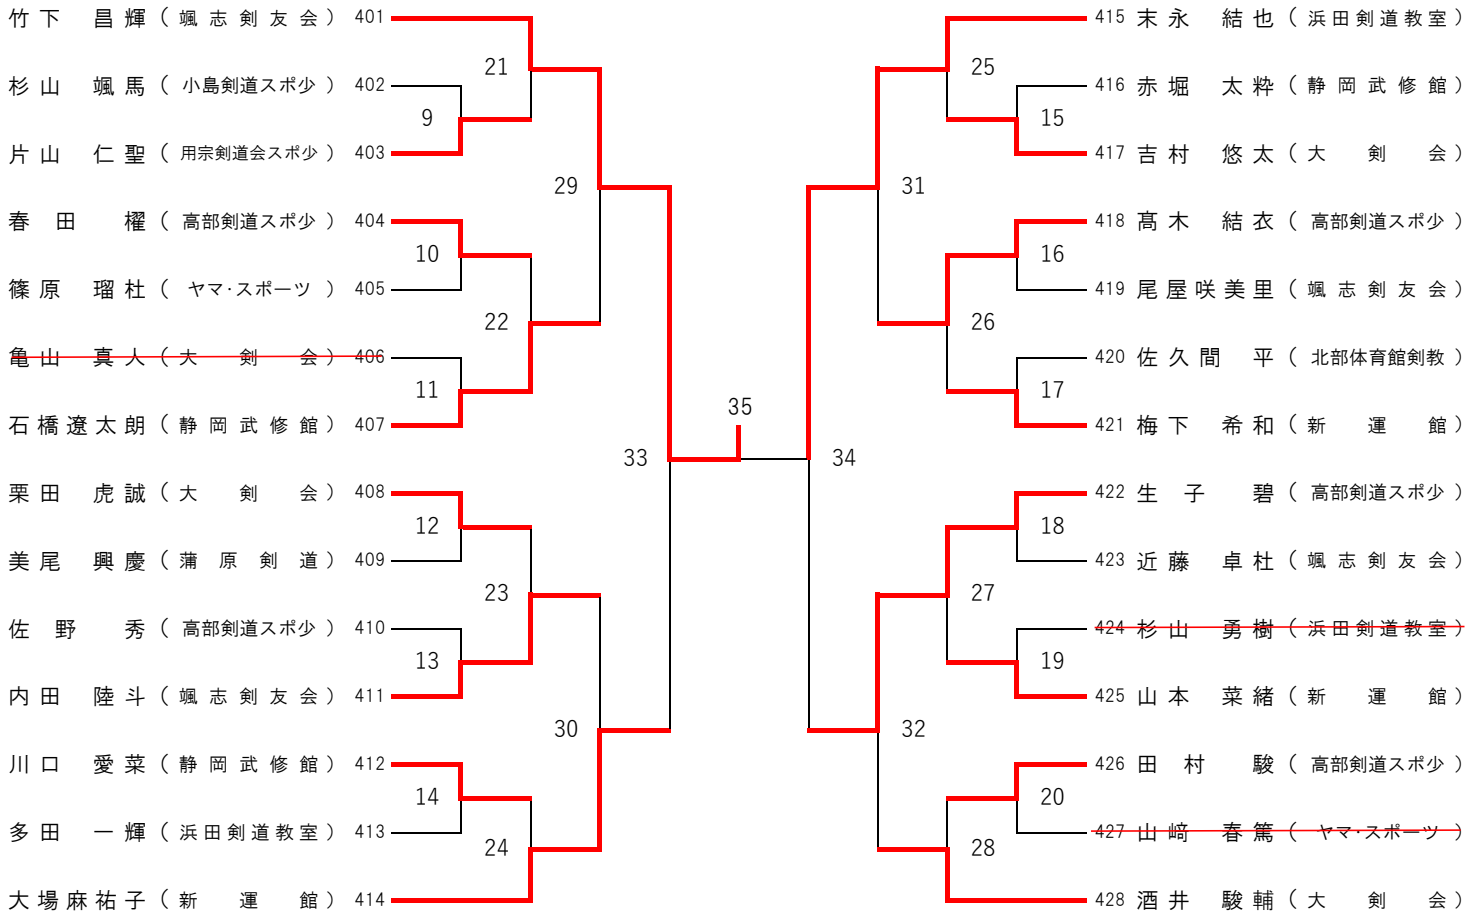 竹下 昌輝 ( 颯志剣友会 ) 401
杉山 颯馬 ( 小島剣道スポ少 ) 402
片山 仁聖 ( 用宗剣道会スポ少 ) 403
春田 櫂 ( 高部剣道スポ少 ) 404
篠原 瑠杜 ( ヤマ・スポーツ ) 405
亀山 真人 ( 大剣会 ) 406
石橋遼太朗 ( 静岡武修館 ) 407
栗田 虎誠 ( 大剣会 ) 408
美尾 興慶 ( 蒲原剣道 ) 409
佐野 秀 ( 高部剣道スポ少 ) 410
内田 陸斗 ( 颯志剣友会 ) 411
川口 愛菜 ( 静岡武修館 ) 412
多田 一輝 ( 浜田剣道教室 ) 413
大場麻祐子 ( 新運館 ) 414
9
10
11
12
13
14
21
22
23
24
29
30
33
35
34
31
32
25
26
27
28
15
16
17
18
19
20
415 末永 結也 ( 浜田剣道教室 )
416 赤堀 太粋 ( 静岡武修館 )
417 吉村 悠太 ( 大剣会 )
418 髙木 結衣 ( 高部剣道スポ少 )
419 尾屋咲美里 ( 颯志剣友会 )
420 佐久間 平 ( 北部体育館剣教 )
421 梅下 希和 ( 新運館 )
422 生子 碧 ( 高部剣道スポ少 )
423 近藤 卓杜 ( 颯志剣友会 )
424 杉山 勇樹 ( 浜田剣道教室 )
425 山本 菜緒 ( 新運館 )
426 田村 駿 ( 高部剣道スポ少 )
427 山﨑 春篤 ( ヤマ・スポーツ )
428 酒井 駿輔 ( 大剣会 )